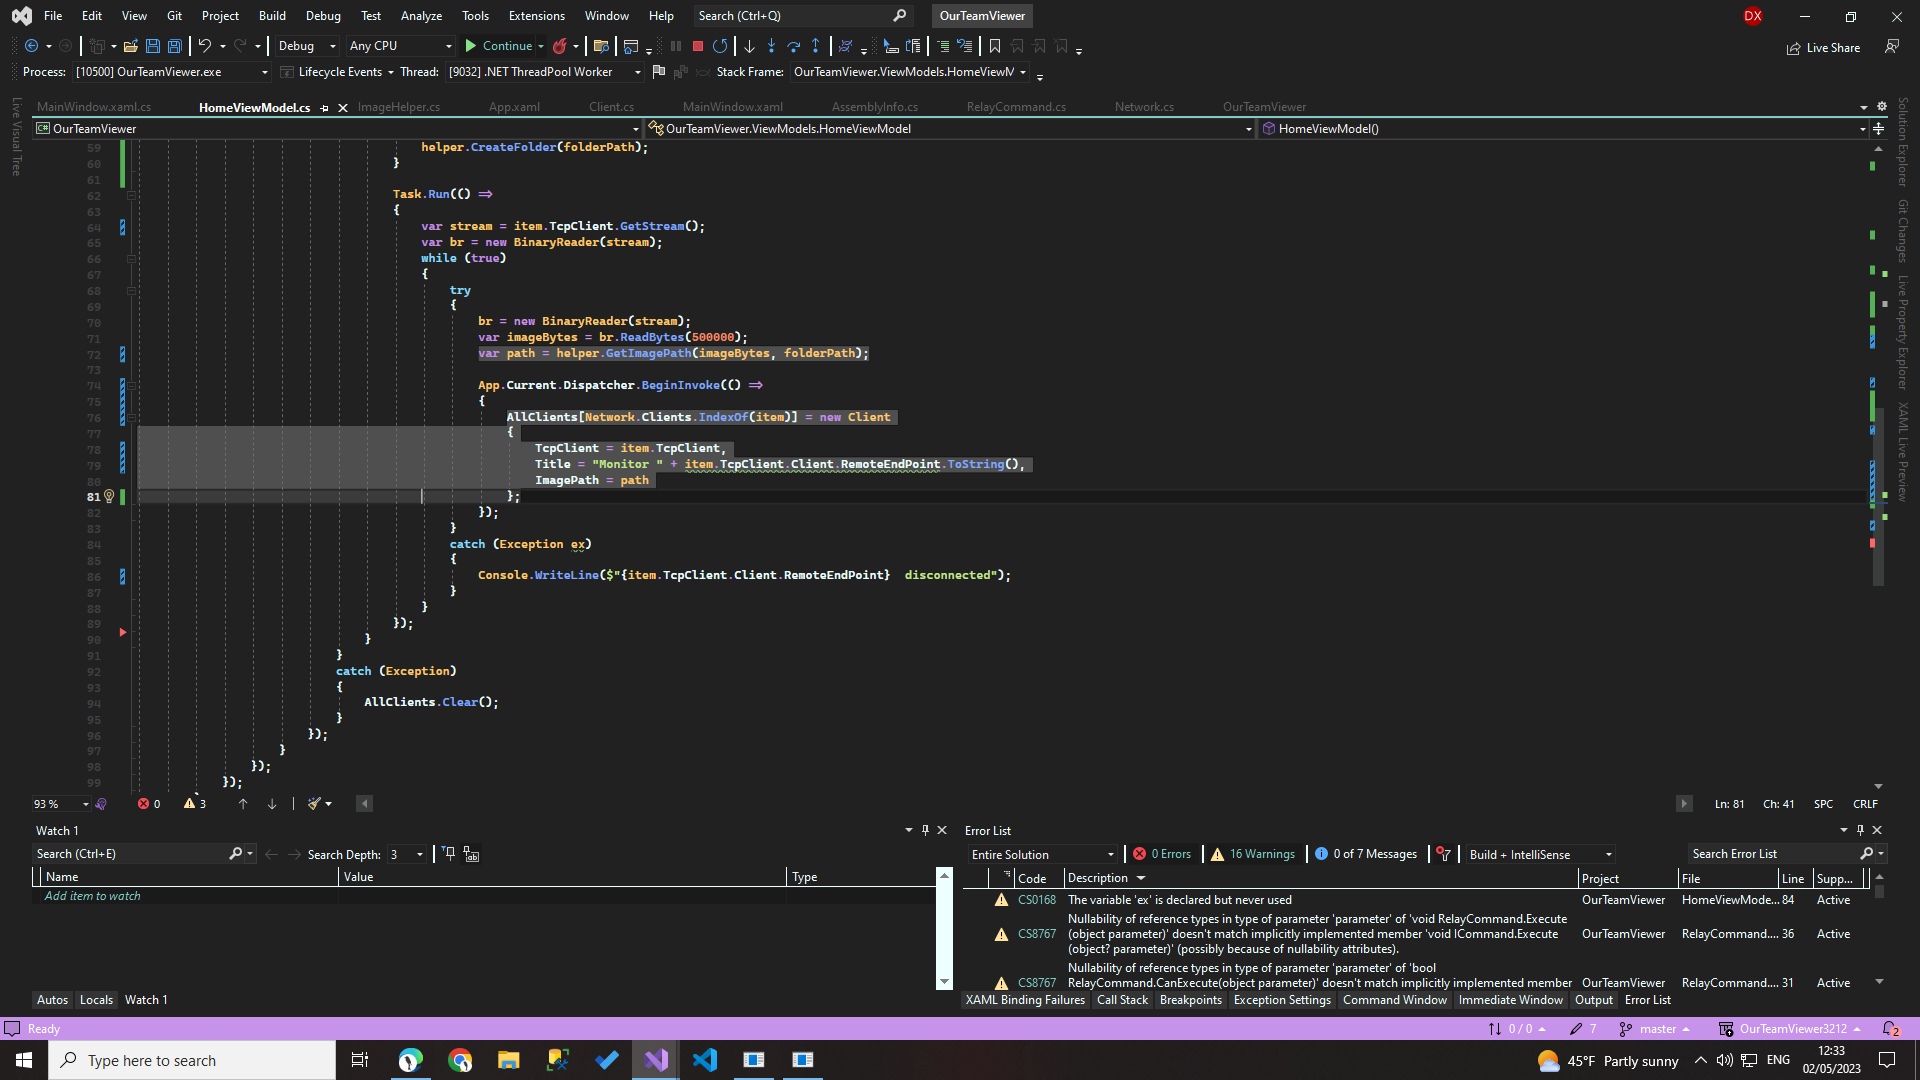 File Edit View Git Project Build Debug Test Analyze Tools Extensions Window Help Search (Ctrl+Q) OurTeamViewer DX
Debug Any CPU Continue Live Share
Process: [10500] OurTeamViewer.exe Lifecycle Events Thread: [9032] .NET ThreadPool Worker Stack Frame: OurTeamViewer.ViewModels.HomeViewM
MainWindow.xaml.cs HomeViewModel.cs ImageHelper.cs App.xaml Client.cs MainWindow.xaml AssemblyInfo.cs RelayCommand.cs Network.cs OurTeamViewer
C# OurTeamViewer OurTeamViewer.ViewModels.HomeViewModel HomeViewModel()
Live Visual Tree
59 helper.CreateFolder(folderPath);
60 }
61
62 Task.Run(() =>
63 {
64 var stream = item.TcpClient.GetStream();
65 var br = new BinaryReader(stream);
66 while (true)
67 {
68 try
69 {
70 br = new BinaryReader(stream);
71 var imageBytes = br.ReadBytes(500000);
72 var path = helper.GetImagePath(imageBytes, folderPath);
73
74 App.Current.Dispatcher.BeginInvoke(() =>
75 {
76 AllClients[Network.Clients.IndexOf(item)] = new Client
77 {
78 TcpClient = item.TcpClient,
79 Title = "Monitor " + item.TcpClient.Client.RemoteEndPoint.ToString(),
80 ImagePath = path
81 };
82 });
83 }
84 catch (Exception ex)
85 {
86 Console.WriteLine($"{item.TcpClient.Client.RemoteEndPoint}  disconnected");
87 }
88 }
89 });
90 }
91 }
92 catch (Exception)
93 {
94 AllClients.Clear();
95 }
96 });
97 }
98 });
99 });
Solution Explorer
Git Changes
Live Property Explorer
XAML Live Preview
93 % 0 3 Ln: 81 Ch: 41 SPC CRLF
Watch 1
Search (Ctrl+E) Search Depth: 3
Name Value Type
Add item to watch
Autos Locals Watch 1
Error List
Entire Solution 0 Errors 16 Warnings 0 of 7 Messages Build + IntelliSense Search Error List
Code Description Project File Line Supp...
CS0168 The variable 'ex' is declared but never used OurTeamViewer HomeViewMode... 84 Active
Nullability of reference types in type of parameter 'parameter' of 'void RelayCommand.Execute
CS8767 (object parameter)' doesn't match implicitly implemented member 'void ICommand.Execute OurTeamViewer RelayCommand.... 36 Active
(object? parameter)' (possibly because of nullability attributes).
Nullability of reference types in type of parameter 'parameter' of 'bool
CS8767 RelayCommand.CanExecute(object parameter)' doesn't match implicitly implemented member OurTeamViewer RelayCommand.... 31 Active
XAML Binding Failures Call Stack Breakpoints Exception Settings Command Window Immediate Window Output Error List
Ready 0 / 0 7 master OurTeamViewer3212 2
Type here to search 45°F Partly sunny ENG 12:33
02/05/2023